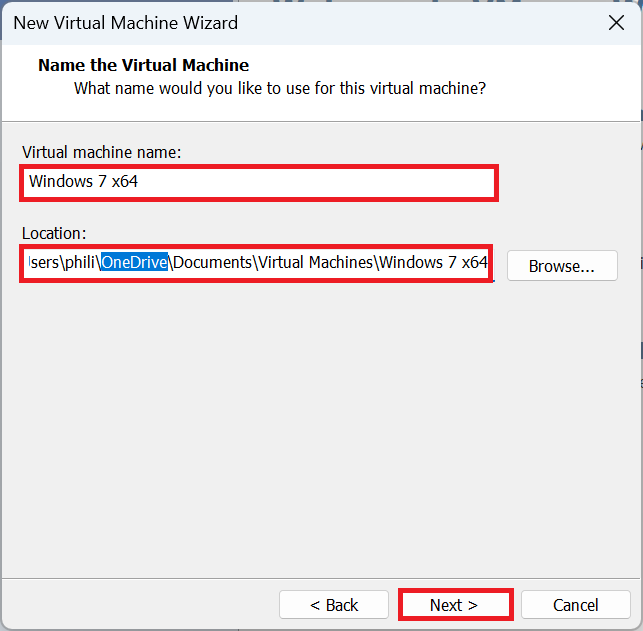 New Virtual Machine Wizard
Name the Virtual Machine
What name would you like to use for this virtual machine?
Virtual machine name:
Windows 7 x64
Location:
sers\phili\OneDrive\Documents\Virtual Machines\Windows 7 x64
Browse...
< Back
Next >
Cancel